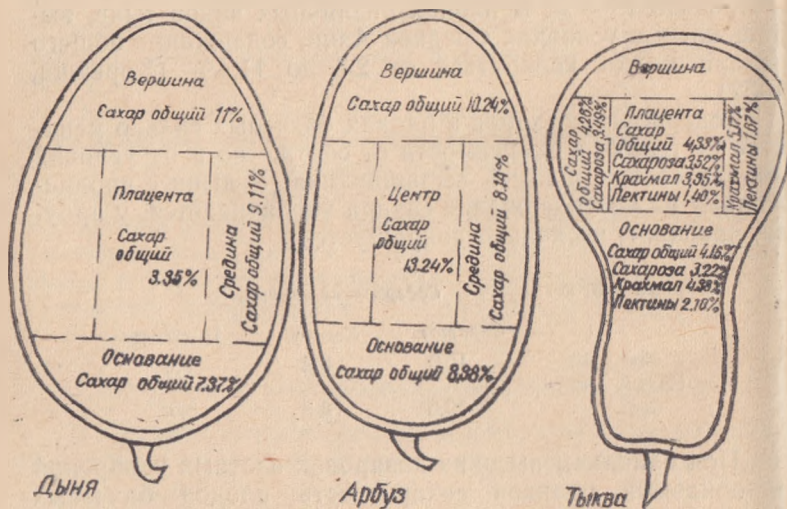 Вершина
Сахар общий 11%
Плацента
Сахар
общий
3.35%
Средина
Сахар общий 9.11%
Основание
Сахар общий 7.37%
Дыня
Вершина
Сахар общий 10.24%
Центр
Сахар
общий
13.24%
Средина
Сахар общий 8.14%
Основание
Сахар общий 8,38%
Арбуз
Вершина
Сахар
общий 4.26%
Сахароза 3,49%
Плацента
Сахар
общий 4,33%
Сахароза 3,52%
Крахмал 3,95%
Пектины 1,40%
Крахмал 5,17%
Пектины 1.67%
Основание
Сахар общий 4.15%
Сахароза 3.22%
Крахмал 4.38%
Пектины 2.10%
Тыква